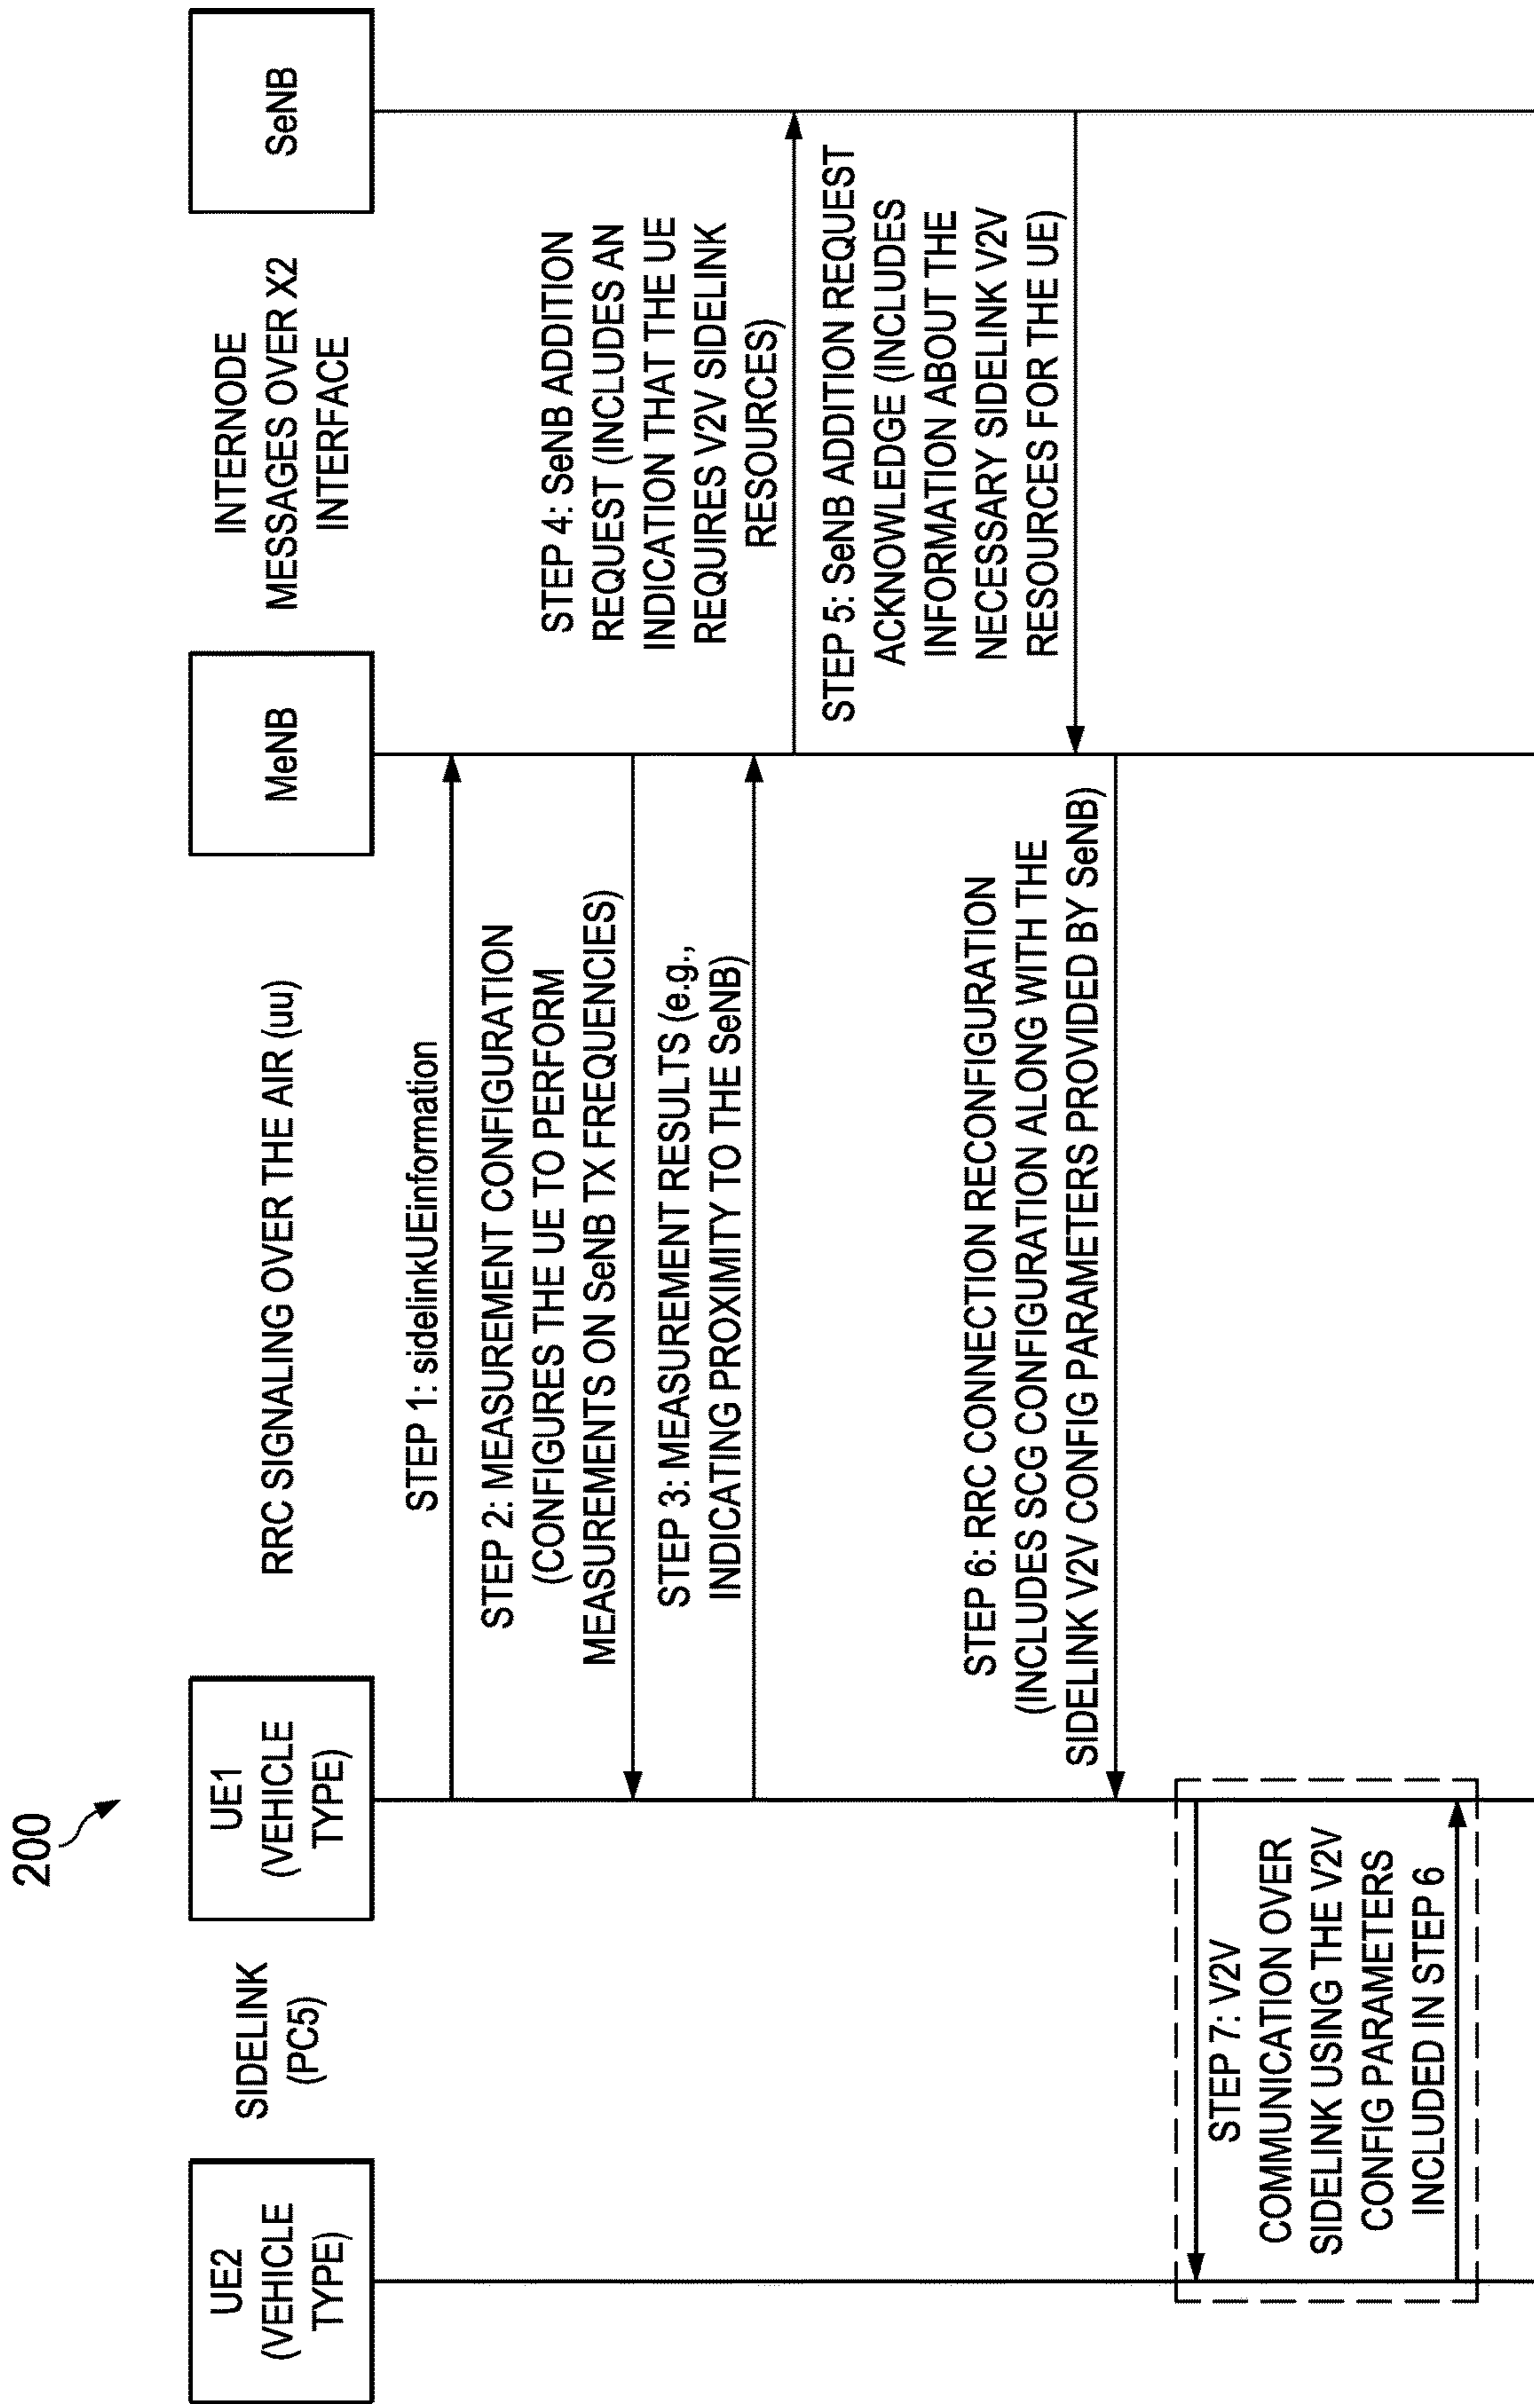 200
UE2
(VEHICLE
TYPE)
SIDELINK
(PC5)
UE1
(VEHICLE
TYPE)
RRC SIGNALING OVER THE AIR (uu)
MeNB
INTERNODE
MESSAGES OVER X2
INTERFACE
SeNB
STEP 1: sidelinkUEinformation
STEP 2: MEASUREMENT CONFIGURATION
(CONFIGURES THE UE TO PERFORM
MEASUREMENTS ON SeNB TX FREQUENCIES)
STEP 3: MEASUREMENT RESULTS (e.g.,
INDICATING PROXIMITY TO THE SeNB)
STEP 4: SeNB ADDITION
REQUEST (INCLUDES AN
INDICATION THAT THE UE
REQUIRES V2V SIDELINK
RESOURCES)
STEP 5: SeNB ADDITION REQUEST
ACKNOWLEDGE (INCLUDES
INFORMATION ABOUT THE
NECESSARY SIDELINK V2V
RESOURCES FOR THE UE)
STEP 6: RRC CONNECTION RECONFIGURATION
(INCLUDES SCG CONFIGURATION ALONG WITH THE
SIDELINK V2V CONFIG PARAMETERS PROVIDED BY SeNB)
STEP 7: V2V
COMMUNICATION OVER
SIDELINK USING THE V2V
CONFIG PARAMETERS
INCLUDED IN STEP 6